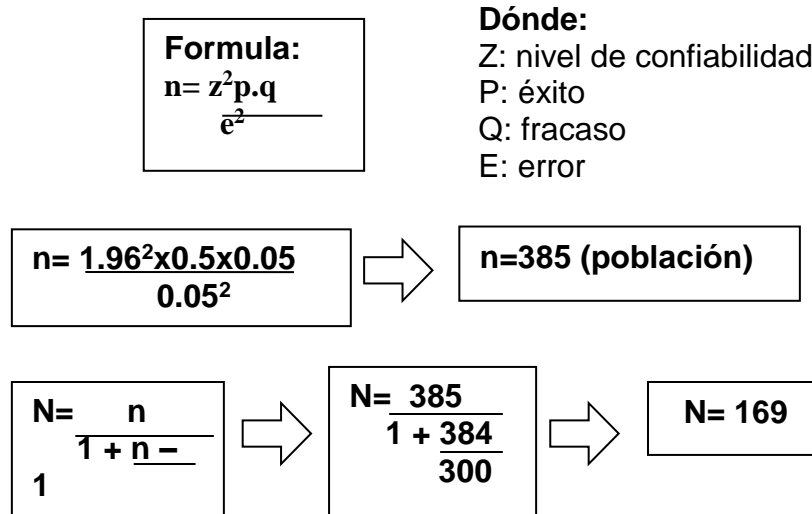 Formula:
n= z²p.q
e²
Dónde:
Z: nivel de confiabilidad
P: éxito
Q: fracaso
E: error
n= 1.96²x0.5x0.05
0.05²
n=385 (población)
N= n
1 + n –
1
N= 385
1 + 384
300
N= 169